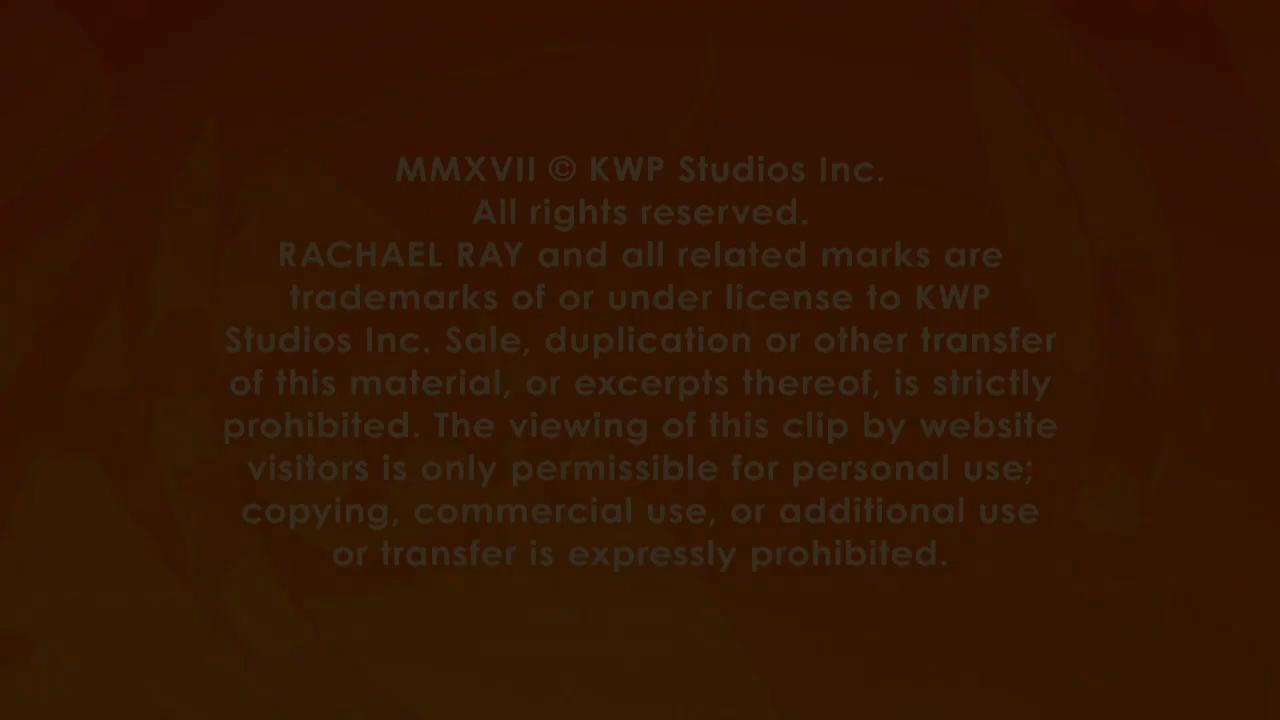 MMXVII © KWP Studios Inc.
All rights reserved.
RACHAEL RAY and all related marks are
trademarks of or under license to KWP
Studios Inc. Sale, duplication or other transfer
of this material, or excerpts thereof, is strictly
prohibited. The viewing of this clip by website
visitors is only permissible for personal use;
copying, commercial use, or additional use
or transfer is expressly prohibited.